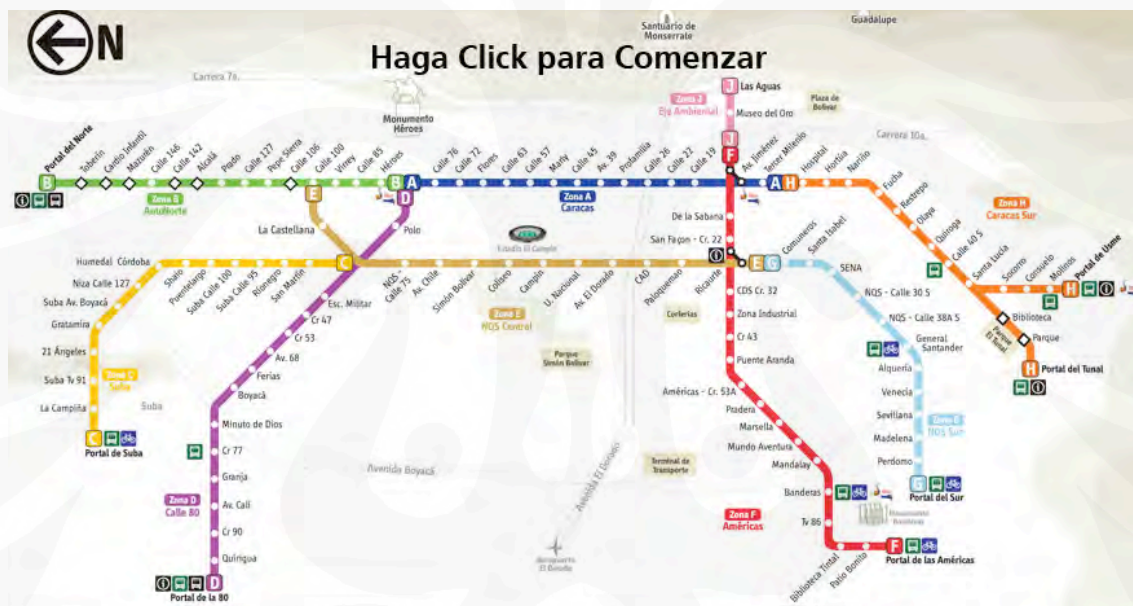 N
Haga Click para Comenzar
Santuario de
Monserrate
Guadalupe
Carrera 7a.
Monumento
Héroes
J
Las Aguas
Zona J
Eje Ambiental
Museo del Oro
Plaza de
Bolívar
Carrera 10a.
J
F
B
Portal del Norte
Toberín
Cardio Infantil
Mazurén
Calle 146
Calle 142
Alcalá
Prado
Calle 127
Pepe Sierra
Calle 106
Calle 100
Virrey
Calle 85
Héroes
Zona B
AutoNorte
B
A
D
Calle 76
Calle 72
Flores
Calle 63
Calle 57
Marly
Calle 45
Av. 39
Profamilia
Calle 26
Calle 22
Calle 19
Av. Jiménez
Tercer Milenio
Zona A
Caracas
A
H
Hospital
Hortúa
Nariño
Fucha
Restrepo
Olaya
Quiroga
Calle 40 S
Santa Lucía
Socorro
Consuelo
Molinos
Portal de Usme
H
Zona H
Caracas Sur
Biblioteca
Parque
Parque
El Tunal
H
Portal del Tunal
E
La Castellana
Polo
Estadio El Campín
De la Sabana
San Façon - Cr. 22
Humedal Córdoba
Niza Calle 127
Suba Av. Boyacá
Gratamira
21 Ángeles
Suba Tv 91
La Campiña
C
Portal de Suba
Suba
Shaio
Puentelargo
Suba Calle 100
Suba Calle 95
Rionegro
San Martín
C
NQS -
Calle 75
Av. Chile
Simón Bolívar
Coliseo
Campín
U. Nacional
Av. El Dorado
CAD
Paloquemao
Ricaurte
Zona E
NQS Central
E
G
Comuneros
Santa Isabel
SENA
NQS - Calle 30 S
NQS - Calle 38A S
General
Santander
Alquería
Venecia
Sevillana
Madelena
Perdomo
G
Portal del Sur
NQS Sur
Esc. Militar
Cr 47
Cr 53
Av. 68
Ferias
Boyacá
Minuto de Dios
Cr 77
Granja
Av. Cali
Cr 90
Quirigua
D
Portal de la 80
Zona D
Calle 80
CDS Cr. 32
Zona Industrial
Cr 43
Puente Aranda
Américas - Cr. 53A
Pradera
Marsella
Mundo Aventura
Mandalay
Banderas
Tv 86
Biblioteca Tintal
Patio Bonito
F
Portal de las Américas
Zona F
Américas
Corferias
Parque
Simón Bolívar
Terminal de
Transporte
Avenida Boyacá
Avenida El Dorado
Aeropuerto
El Dorado